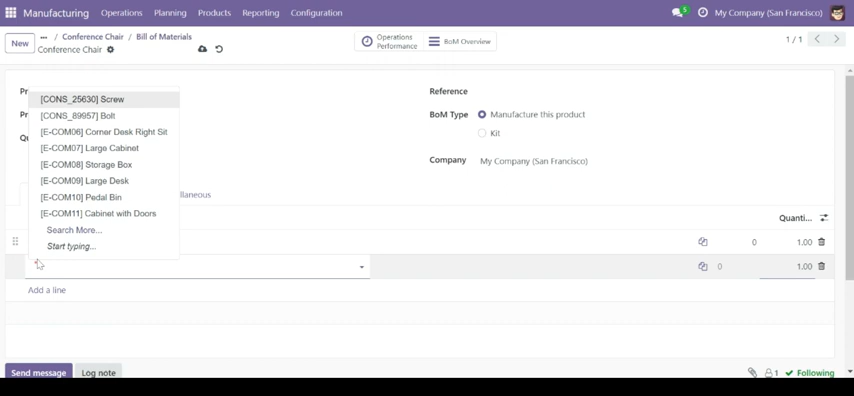 Manufacturing Operations Planning Products Reporting Configuration 5 My Company (San Francisco)
New ... / Conference Chair / Bill of Materials
Conference Chair
Operations Performance
BoM Overview
1 / 1
Reference
BoM Type Manufacture this product
Kit
Company My Company (San Francisco)
[CONS_25630] Screw
[CONS_89957] Bolt
[E-COM06] Corner Desk Right Sit
[E-COM07] Large Cabinet
[E-COM08] Storage Box
[E-COM09] Large Desk
[E-COM10] Pedal Bin
[E-COM11] Cabinet with Doors
Search More...
Start typing...
Quanti...
0 1.00
0 1.00
Add a line
Send message Log note 1 Following